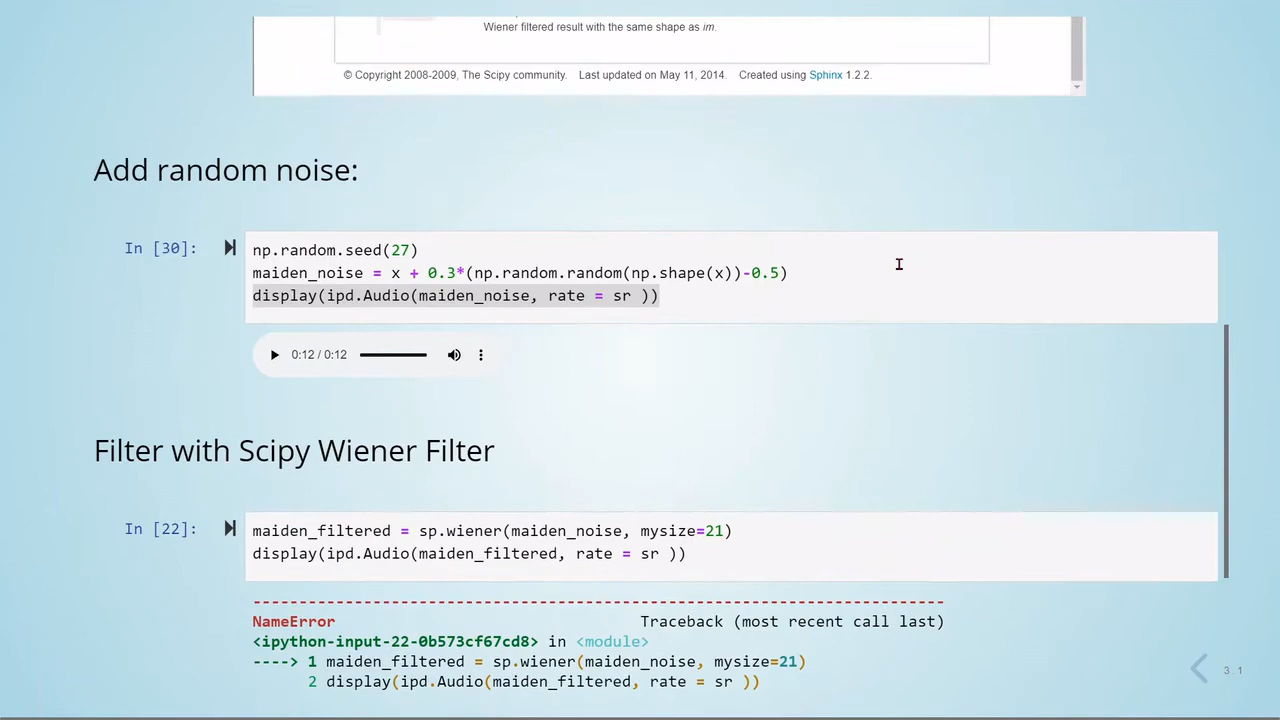 Wiener filtered result with the same shape as im.
© Copyright 2008-2009, The Scipy community. Last updated on May 11, 2014. Created using Sphinx 1.2.2.
Add random noise:
In [30]:
np.random.seed(27)
maiden_noise = x + 0.3*(np.random.random(np.shape(x))-0.5)
display(ipd.Audio(maiden_noise, rate = sr ))
0:12 / 0:12
Filter with Scipy Wiener Filter
In [22]:
maiden_filtered = sp.wiener(maiden_noise, mysize=21)
display(ipd.Audio(maiden_filtered, rate = sr ))
---------------------------------------------------------------------------
NameError                                 Traceback (most recent call last)
<ipython-input-22-0b573cf67cd8> in <module>
----> 1 maiden_filtered = sp.wiener(maiden_noise, mysize=21)
      2 display(ipd.Audio(maiden_filtered, rate = sr ))
3.1